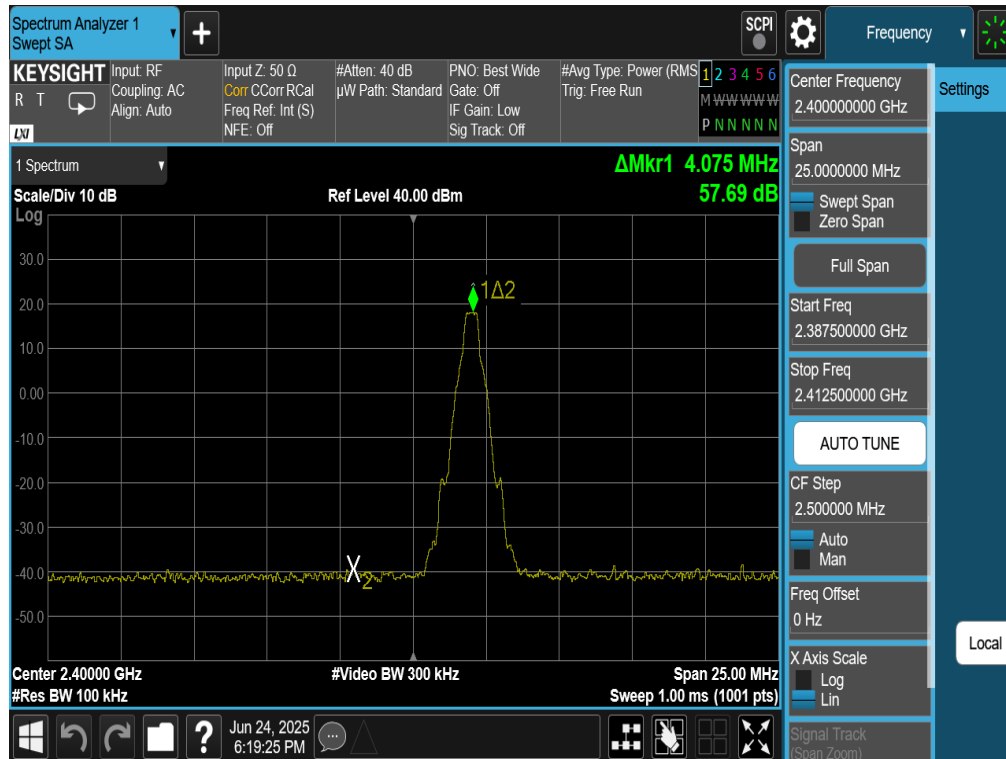 Spectrum Analyzer 1
Swept SA
+
SCPI
Frequency
KEYSIGHT
R T
LXI
Input: RF
Coupling: AC
Align: Auto
Input Z: 50 Ω
Corr CCorr RCal
Freq Ref: Int (S)
NFE: Off
#Atten: 40 dB
µW Path: Standard
PNO: Best Wide
Gate: Off
IF Gain: Low
Sig Track: Off
#Avg Type: Power (RMS
Trig: Free Run
1 2 3 4 5 6
M W W W W W
P N N N N N
1 Spectrum
Scale/Div 10 dB
Ref Level 40.00 dBm
ΔMkr1 4.075 MHz
57.69 dB
Log
30.0
20.0
10.0
0.00
-10.0
-20.0
-30.0
-40.0
-50.0
1Δ2
X2
Center 2.40000 GHz
#Video BW 300 kHz
Span 25.00 MHz
#Res BW 100 kHz
Sweep 1.00 ms (1001 pts)
?
Jun 24, 2025
6:19:25 PM
Center Frequency
2.400000000 GHz
Span
25.0000000 MHz
Swept Span
Zero Span
Full Span
Start Freq
2.387500000 GHz
Stop Freq
2.412500000 GHz
AUTO TUNE
CF Step
2.500000 MHz
Auto
Man
Freq Offset
0 Hz
X Axis Scale
Log
Lin
Signal Track
(Span Zoom)
Settings
Local